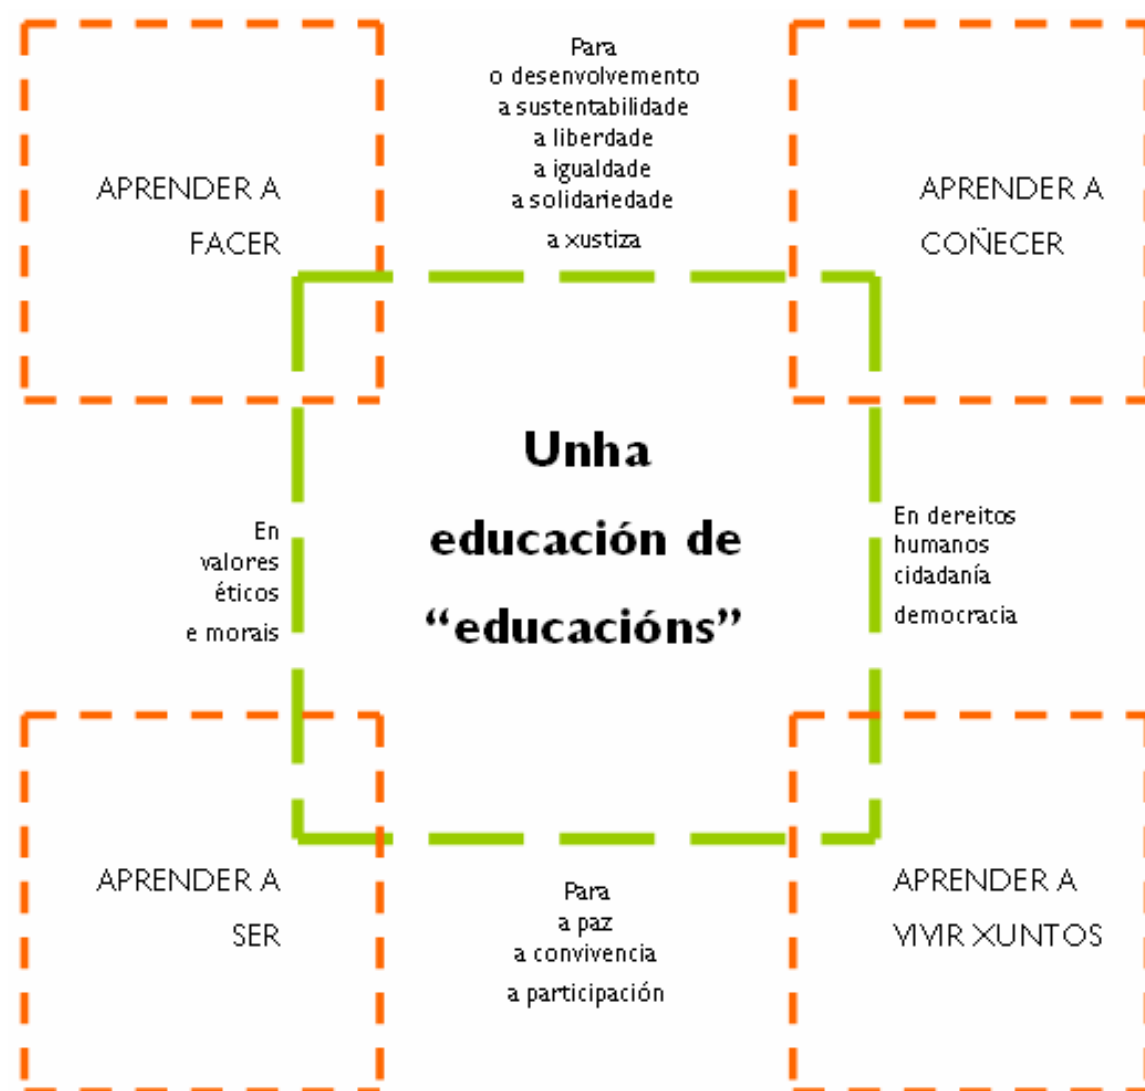 Para
o desenvolvemento
a sustentabilidade
a liberdade
a igualdade
a solidariedade
a xustiza
APRENDER A
FACER
APRENDER A
COÑECER
Unha
educación de
“educacións”
En
valores
éticos
e morais
En dereitos
humanos
cidadanía
democracia
APRENDER A
SER
Para
a paz
a convivencia
a participación
APRENDER A
VIVIR XUNTOS